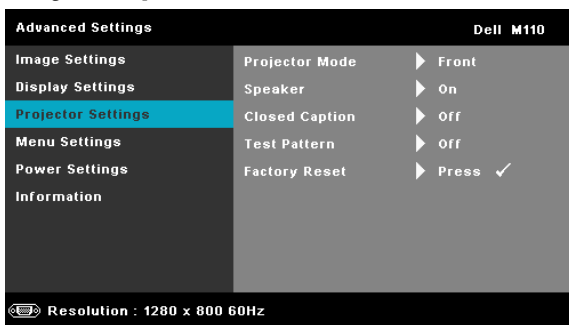 Advanced Settings Dell M110
Image Settings Projector Mode Front
Display Settings Speaker On
Projector Settings Closed Caption Off
Menu Settings Test Pattern Off
Power Settings Factory Reset Press ✓
Information
Resolution : 1280 x 800 60Hz